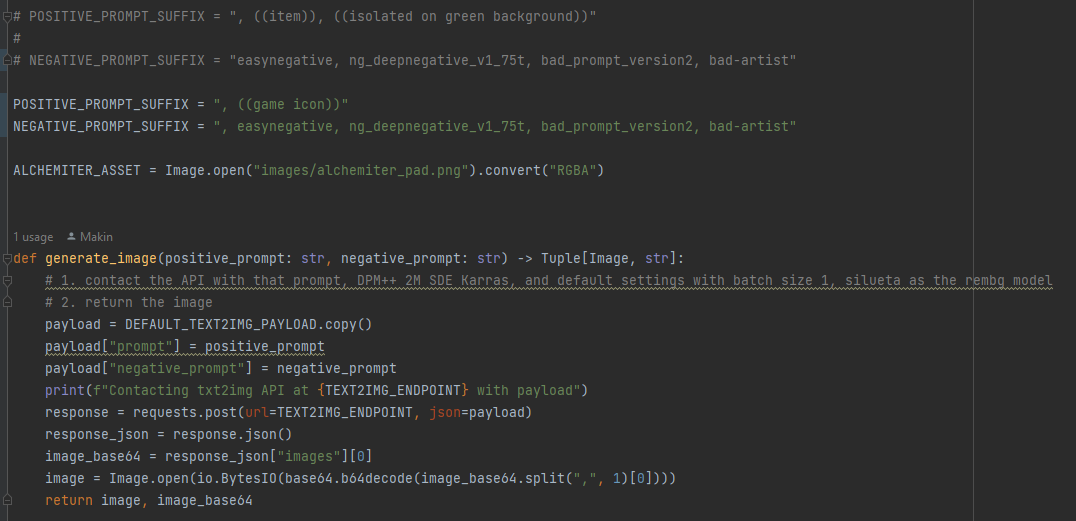 # POSITIVE_PROMPT_SUFFIX = ", ((item)), ((isolated on green background))"
#
# NEGATIVE_PROMPT_SUFFIX = "easynegative, ng_deepnegative_v1_75t, bad_prompt_version2, bad-artist"
POSITIVE_PROMPT_SUFFIX = ", ((game icon))"
NEGATIVE_PROMPT_SUFFIX = ", easynegative, ng_deepnegative_v1_75t, bad_prompt_version2, bad-artist"
ALCHEMITER_ASSET = Image.open("images/alchemiter_pad.png").convert("RGBA")
1 usage Makin
def generate_image(positive_prompt: str, negative_prompt: str) -> Tuple[Image, str]:
    # 1. contact the API with that prompt, DPM++ 2M SDE Karras, and default settings with batch size 1, silueta as the rembg model
    # 2. return the image
    payload = DEFAULT_TEXT2IMG_PAYLOAD.copy()
    payload["prompt"] = positive_prompt
    payload["negative_prompt"] = negative_prompt
    print(f"Contacting txt2img API at {TEXT2IMG_ENDPOINT} with payload")
    response = requests.post(url=TEXT2IMG_ENDPOINT, json=payload)
    response_json = response.json()
    image_base64 = response_json["images"][0]
    image = Image.open(io.BytesIO(base64.b64decode(image_base64.split(",", 1)[0])))
    return image, image_base64